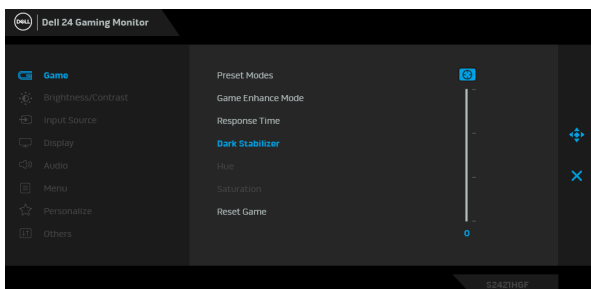 DELL Dell 24 Gaming Monitor
Game
Brightness/Contrast
Input Source
Display
Audio
Menu
Personalize
Others
Preset Modes
Game Enhance Mode
Response Time
Dark Stabilizer
Hue
Saturation
Reset Game
0
S2421HGF